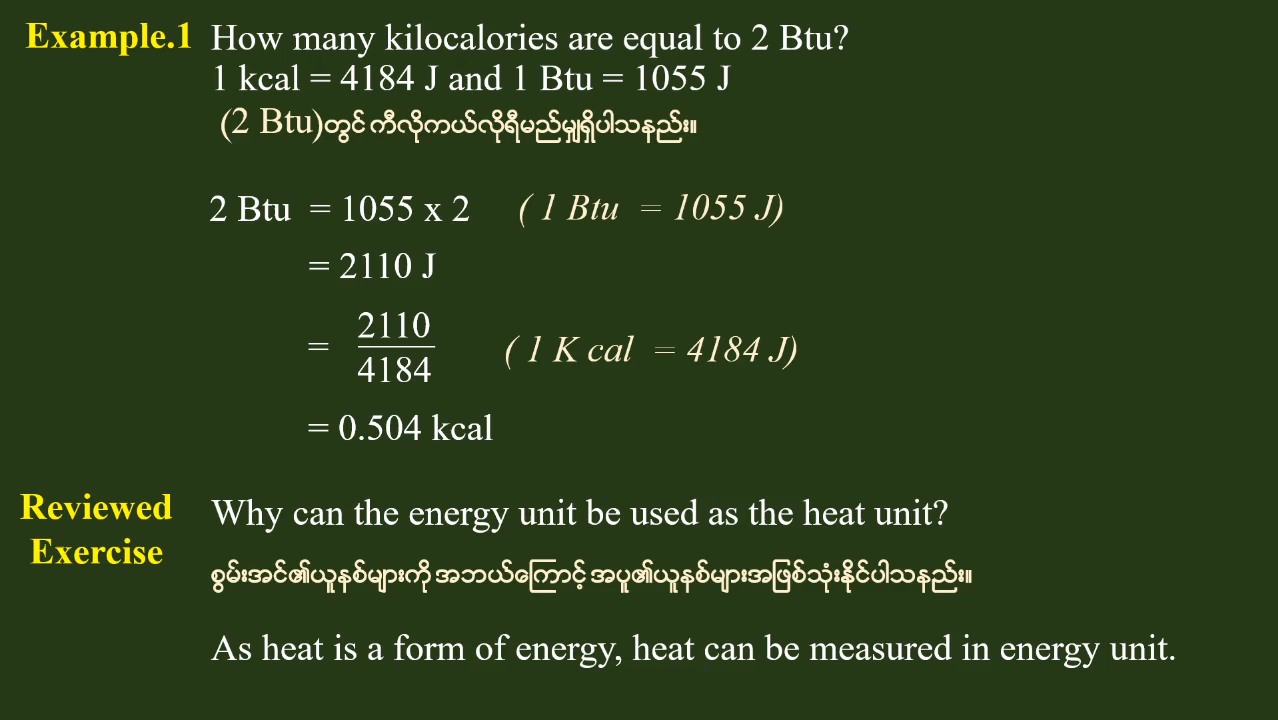 Example.1 How many kilocalories are equal to 2 Btu?
1 kcal = 4184 J and 1 Btu = 1055 J
(2 Btu)တွင် ကီလိုကယ်လိုရီမည်မျှရှိပါသနည်း။
2 Btu = 1055 x 2 ( 1 Btu = 1055 J)
= 2110 J
= 2110/4184 ( 1 K cal = 4184 J)
= 0.504 kcal
Reviewed Exercise
Why can the energy unit be used as the heat unit?
စွမ်းအင်၏ယူနစ်များကို အဘယ်ကြောင့် အပူ၏ယူနစ်များအဖြစ်သုံးနိုင်ပါသနည်း။
As heat is a form of energy, heat can be measured in energy unit.